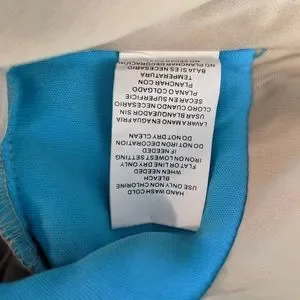 HAND WASH COLD
USE ONLY NON CHLORINE
BLEACH
WHEN NEEDED
FLAT OR LINE DRY
IRON ON LOWEST SETTING
IF NEEDED
DO NOT IRON DECORATION
DO NOT DRY CLEAN
LAVAR A MANO EN AGUA FRIA
USAR BLANQUEADOR SIN
CLORO CUANDO SEA NECESARIO
SECAR EN SUPERFICIE
PLANA O COLGADO
PLANCHAR CON
TEMPERATURA
BAJA SI ES NECESARIO
NO PLANCHAR DECORACION